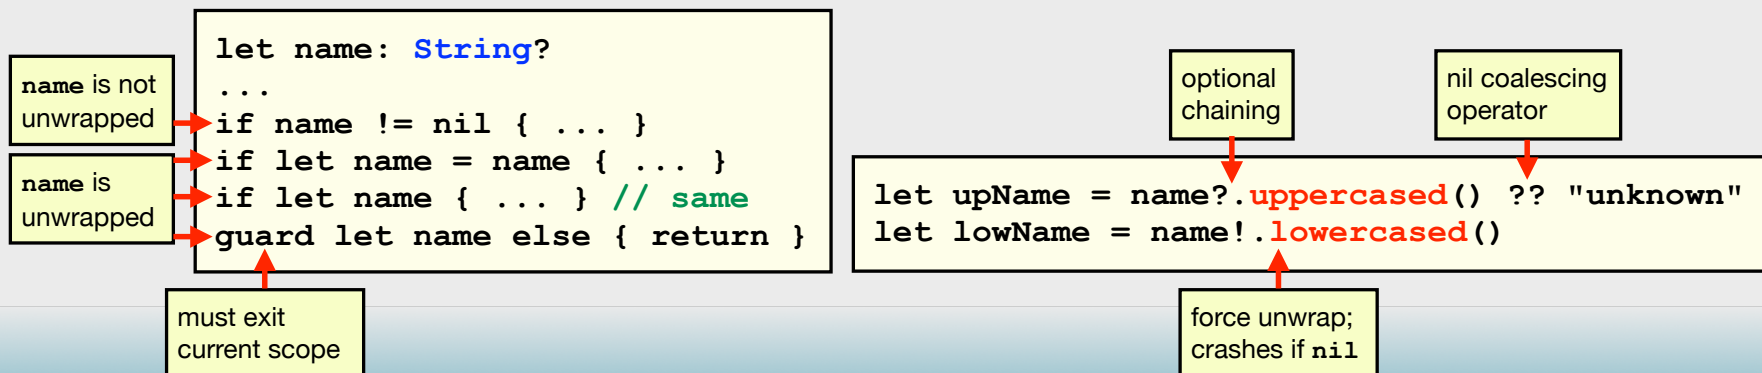 let name: String?
...
if name != nil { ... }
if let name = name { ... }
if let name { ... } // same
guard let name else { return }
name is not
unwrapped
name is
unwrapped
must exit
current scope
optional
chaining
nil coalescing
operator
let upName = name?.uppercased() ?? "unknown"
let lowName = name!.lowercased()
force unwrap;
crashes if nil